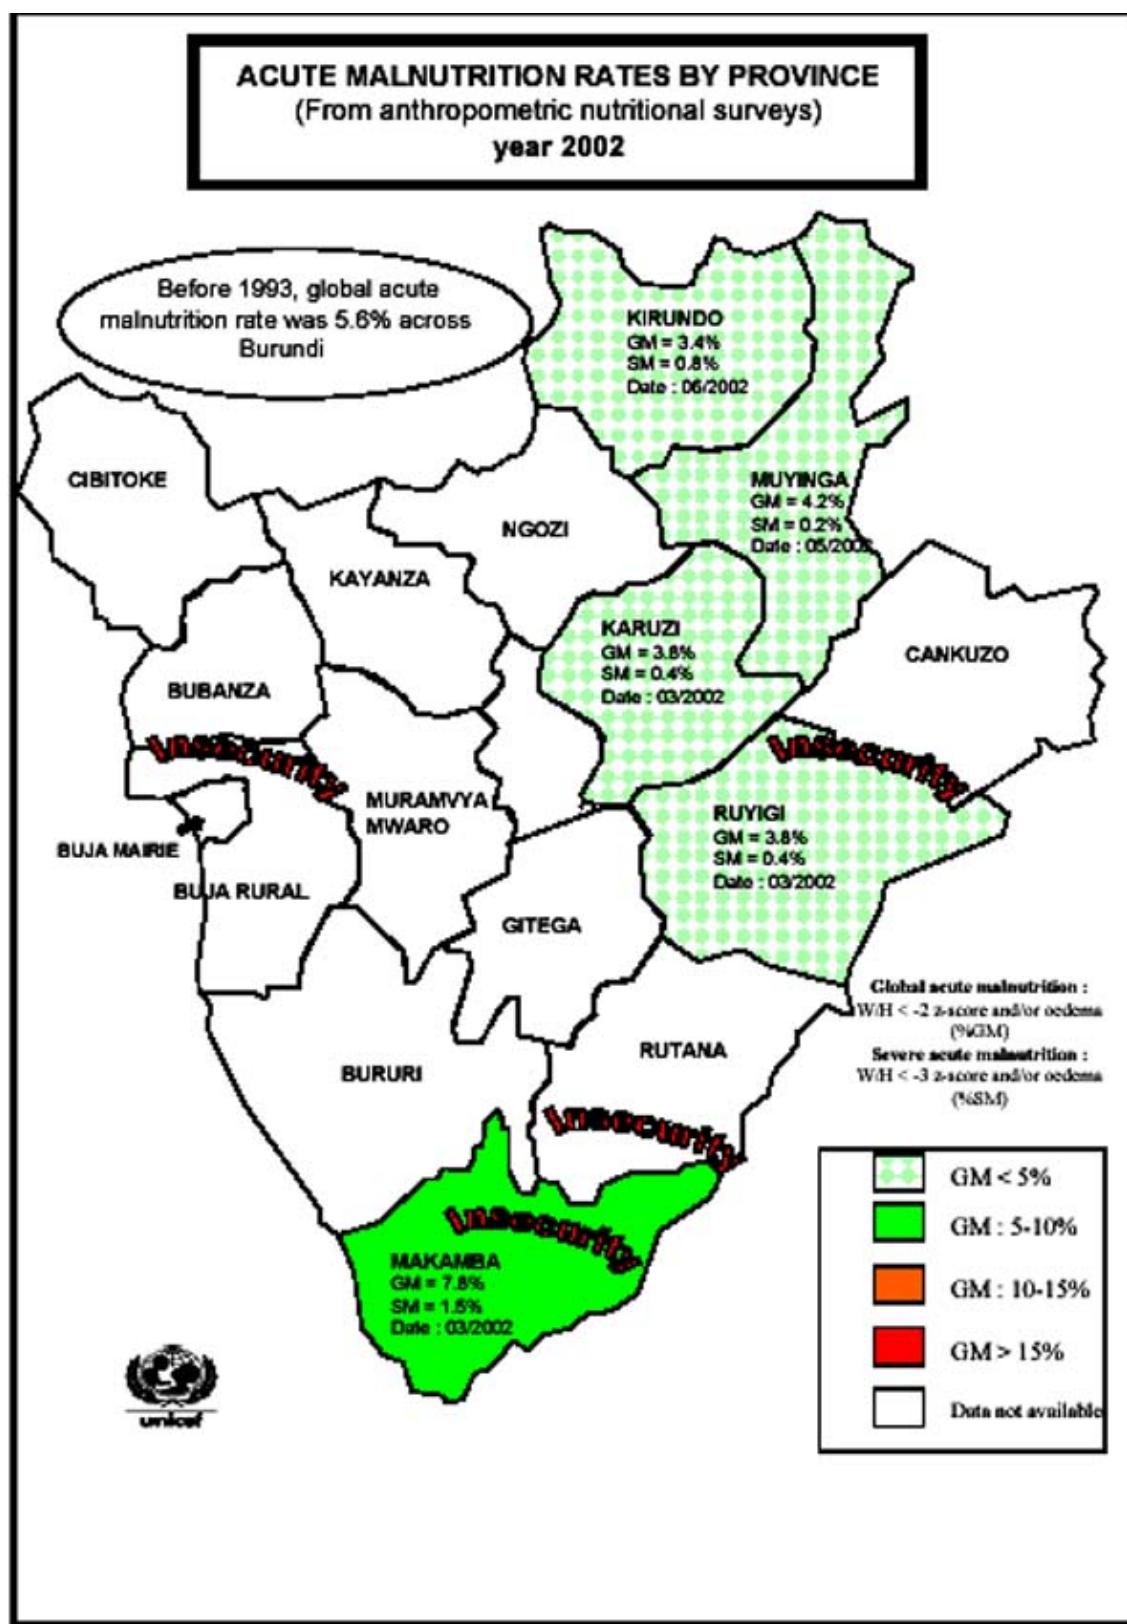 ACUTE MALNUTRITION RATES BY PROVINCE
(From anthropometric nutritional surveys)
year 2002
Before 1993, global acute
malnutrition rate was 5.6% across
Burundi
KIRUNDO
GM = 3.4%
SM = 0.8%
Date : 06/2002
CIBITOKE
MUYINGA
GM = 4.2%
SM = 0.2%
Date : 05/2002
NGOZI
KAYANZA
KARUZI
GM = 3.8%
SM = 0.4%
Date : 03/2002
CANKUZO
BUBANZA
Insecurity
Insecurity
MURAMVYA
MWARO
RUYIGI
GM = 3.8%
SM = 0.4%
Date : 03/2002
BUJA MAIRIE
BUJA RURAL
GITEGA
Global acute malnutrition :
W/H < -2 z-score and/or oedema
(%GM)
Severe acute malnutrition :
W/H < -3 z-score and/or oedema
(%SM)
RUTANA
BURURI
Insecurity
Insecurity
MAKAMBA
GM = 7.8%
SM = 1.5%
Date : 03/2002
GM < 5%
GM : 5-10%
GM : 10-15%
GM > 15%
Data not available
unicef